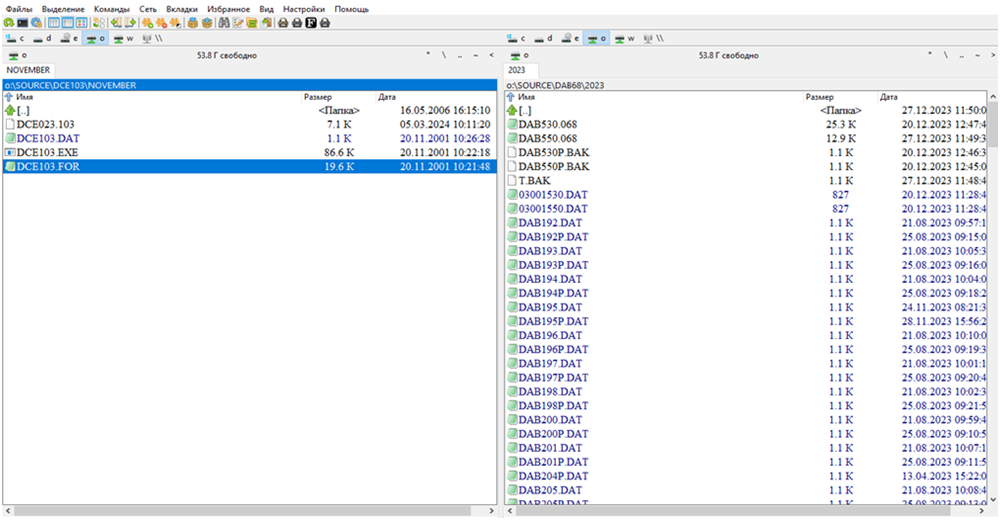 Файлы Выделение Команды Сеть Вкладки Избранное Вид Настройки Помощь
c d e o w \\
c d e o w \\
o 53.8 Г свободно * \ .. ~ <
o 53.8 Г свободно * \ .. ~ >
NOVEMBER
2023
o:\SOURCE\DCE103\NOVEMBER
Имя Размер Дата
[..] <Папка> 16.05.2006 16:15:10
DCE023.103 7.1 K 05.03.2024 10:11:20
DCE103.DAT 1.1 K 20.11.2001 10:26:28
DCE103.EXE 86.6 K 20.11.2001 10:22:18
DCE103.FOR 19.6 K 20.11.2001 10:21:48
o:\SOURCE\DAB68\2023
Имя Размер Дата
[..] <Папка> 27.12.2023 11:50:0
DAB530.068 25.3 K 20.12.2023 12:47:4
DAB550.068 12.9 K 27.12.2023 11:49:3
DAB530P.BAK 1.1 K 20.12.2023 12:46:3
DAB550P.BAK 1.1 K 20.12.2023 12:45:0
T.BAK 1.1 K 27.12.2023 11:48:4
03001530.DAT 827 20.12.2023 11:28:4
03001550.DAT 827 20.12.2023 11:28:4
DAB192.DAT 1.1 K 21.08.2023 09:57:1
DAB192P.DAT 1.1 K 25.08.2023 09:15:0
DAB193.DAT 1.1 K 21.08.2023 10:05:3
DAB193P.DAT 1.1 K 25.08.2023 09:16:0
DAB194.DAT 1.1 K 21.08.2023 10:04:0
DAB194P.DAT 1.1 K 25.08.2023 09:18:2
DAB195.DAT 1.1 K 24.11.2023 08:21:3
DAB195P.DAT 1.1 K 28.11.2023 15:56:2
DAB196.DAT 1.1 K 21.08.2023 10:10:0
DAB196P.DAT 1.1 K 25.08.2023 09:19:3
DAB197.DAT 1.1 K 21.08.2023 10:01:1
DAB197P.DAT 1.1 K 25.08.2023 09:20:4
DAB198.DAT 1.1 K 21.08.2023 10:02:3
DAB198P.DAT 1.1 K 25.08.2023 09:21:5
DAB200.DAT 1.1 K 21.08.2023 09:59:4
DAB200P.DAT 1.1 K 25.08.2023 09:10:5
DAB201.DAT 1.1 K 21.08.2023 10:07:1
DAB201P.DAT 1.1 K 25.08.2023 09:11:5
DAB204P.DAT 1.1 K 13.04.2023 15:22:0
DAB205.DAT 1.1 K 21.08.2023 10:08:4
DAB205P.DAT 1.1 K 25.08.2023 09:13:0